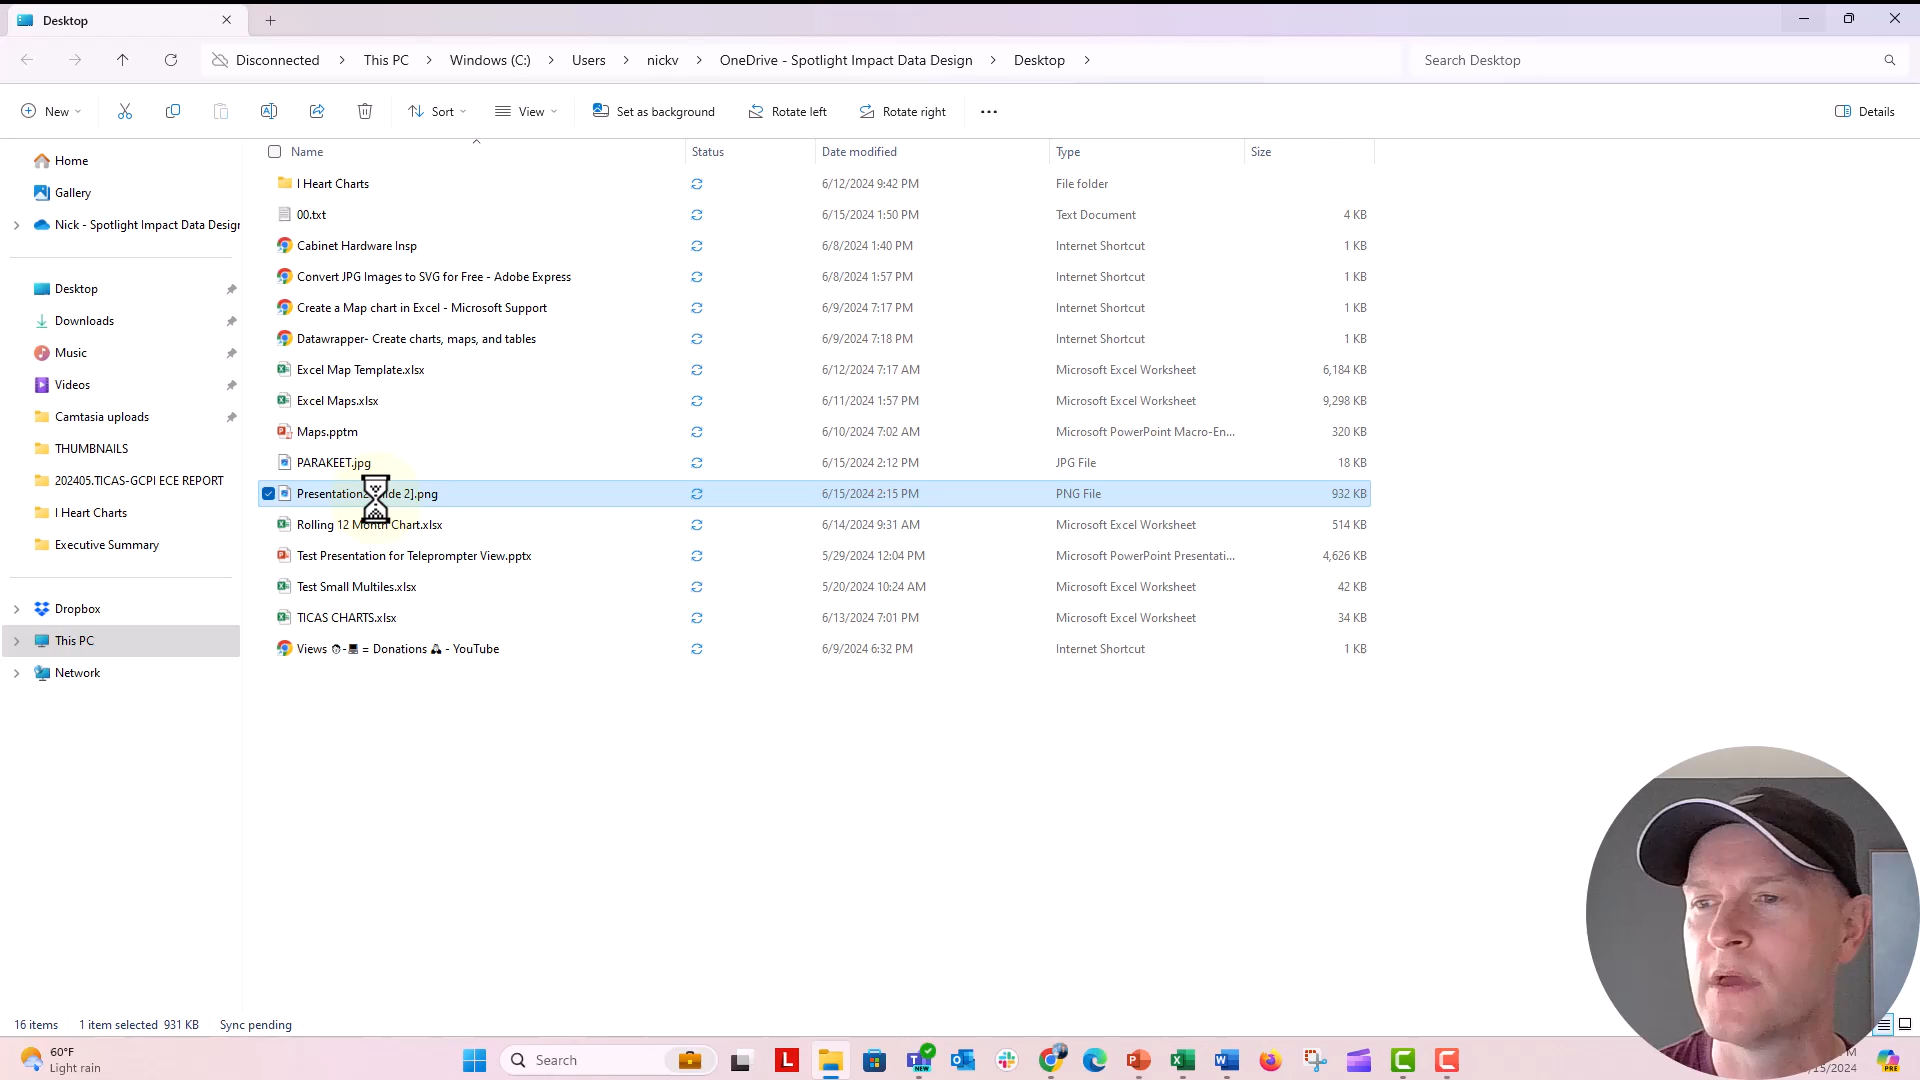 Desktop
Disconnected > This PC > Windows (C:) > Users > nickv > OneDrive - Spotlight Impact Data Design > Desktop >
Search Desktop
New
Sort
View
Set as background
Rotate left
Rotate right
Details
Name Status Date modified Type Size
Home
Gallery
Nick - Spotlight Impact Data Design
Desktop
Downloads
Music
Videos
Camtasia uploads
THUMBNAILS
202405.TICAS-GCPI ECE REPORT
I Heart Charts
Executive Summary
Dropbox
This PC
Network
I Heart Charts 6/12/2024 9:42 PM File folder
00.txt 6/15/2024 1:50 PM Text Document 4 KB
Cabinet Hardware Insp 6/8/2024 1:40 PM Internet Shortcut 1 KB
Convert JPG Images to SVG for Free - Adobe Express 6/8/2024 1:57 PM Internet Shortcut 1 KB
Create a Map chart in Excel - Microsoft Support 6/9/2024 7:17 PM Internet Shortcut 1 KB
Datawrapper- Create charts, maps, and tables 6/9/2024 7:18 PM Internet Shortcut 1 KB
Excel Map Template.xlsx 6/12/2024 7:17 AM Microsoft Excel Worksheet 6,184 KB
Excel Maps.xlsx 6/11/2024 1:57 PM Microsoft Excel Worksheet 9,298 KB
Maps.pptm 6/10/2024 7:02 AM Microsoft PowerPoint Macro-En... 320 KB
PARAKEET.jpg 6/15/2024 2:12 PM JPG File 18 KB
2].png 6/15/2024 2:15 PM PNG File 932 KB
Rolling 12 Month Chart.xlsx 6/14/2024 9:31 AM Microsoft Excel Worksheet 514 KB
Test Presentation for Teleprompter View.pptx 5/29/2024 12:04 PM Microsoft PowerPoint Presentati... 4,626 KB
Test Small Multiles.xlsx 5/20/2024 10:24 AM Microsoft Excel Worksheet 42 KB
TICAS CHARTS.xlsx 6/13/2024 7:01 PM Microsoft Excel Worksheet 34 KB
Views = Donations - YouTube 6/9/2024 6:32 PM Internet Shortcut 1 KB
16 items 1 item selected 931 KB Sync pending
60°F
Light rain
Search
L
NEW
PRE